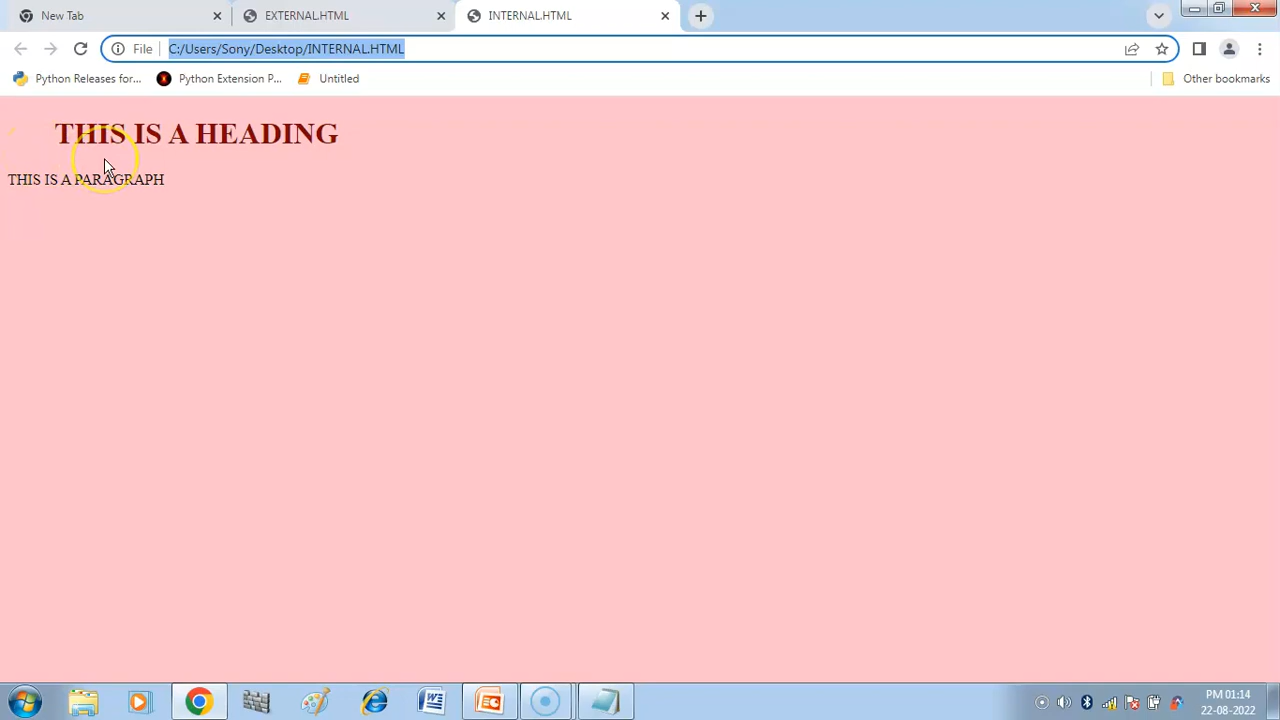 New Tab
EXTERNAL.HTML
INTERNAL.HTML
File
C:/Users/Sony/Desktop/INTERNAL.HTML
Python Releases for...
Python Extension P...
Untitled
Other bookmarks
THIS IS A HEADING
THIS IS A PARAGRAPH
PM 01:14
22-08-2022